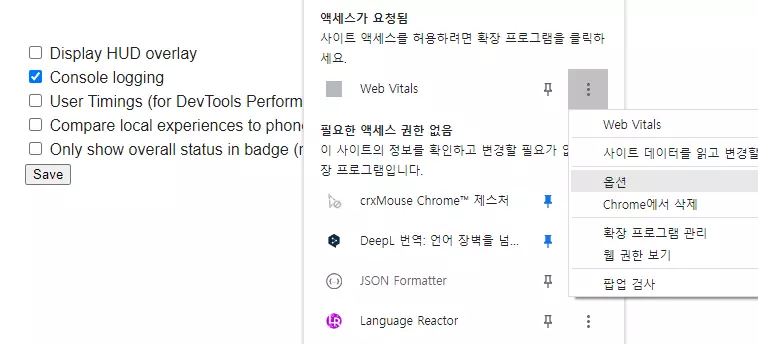 Display HUD overlay
Console logging
User Timings (for DevTools Perform
Compare local experiences to phon
Only show overall status in badge (r
Save
액세스가 요청됨
사이트 액세스를 허용하려면 확장 프로그램을 클릭하
세요.
Web Vitals
필요한 액세스 권한 없음
이 사이트의 정보를 확인하고 변경할 필요가 없
장 프로그램입니다.
crxMouse Chrome™ 제스처
DeepL 번역: 언어 장벽을 넘...
JSON Formatter
Language Reactor
Web Vitals
사이트 데이터를 읽고 변경할
옵션
Chrome에서 삭제
확장 프로그램 관리
웹 권한 보기
팝업 검사